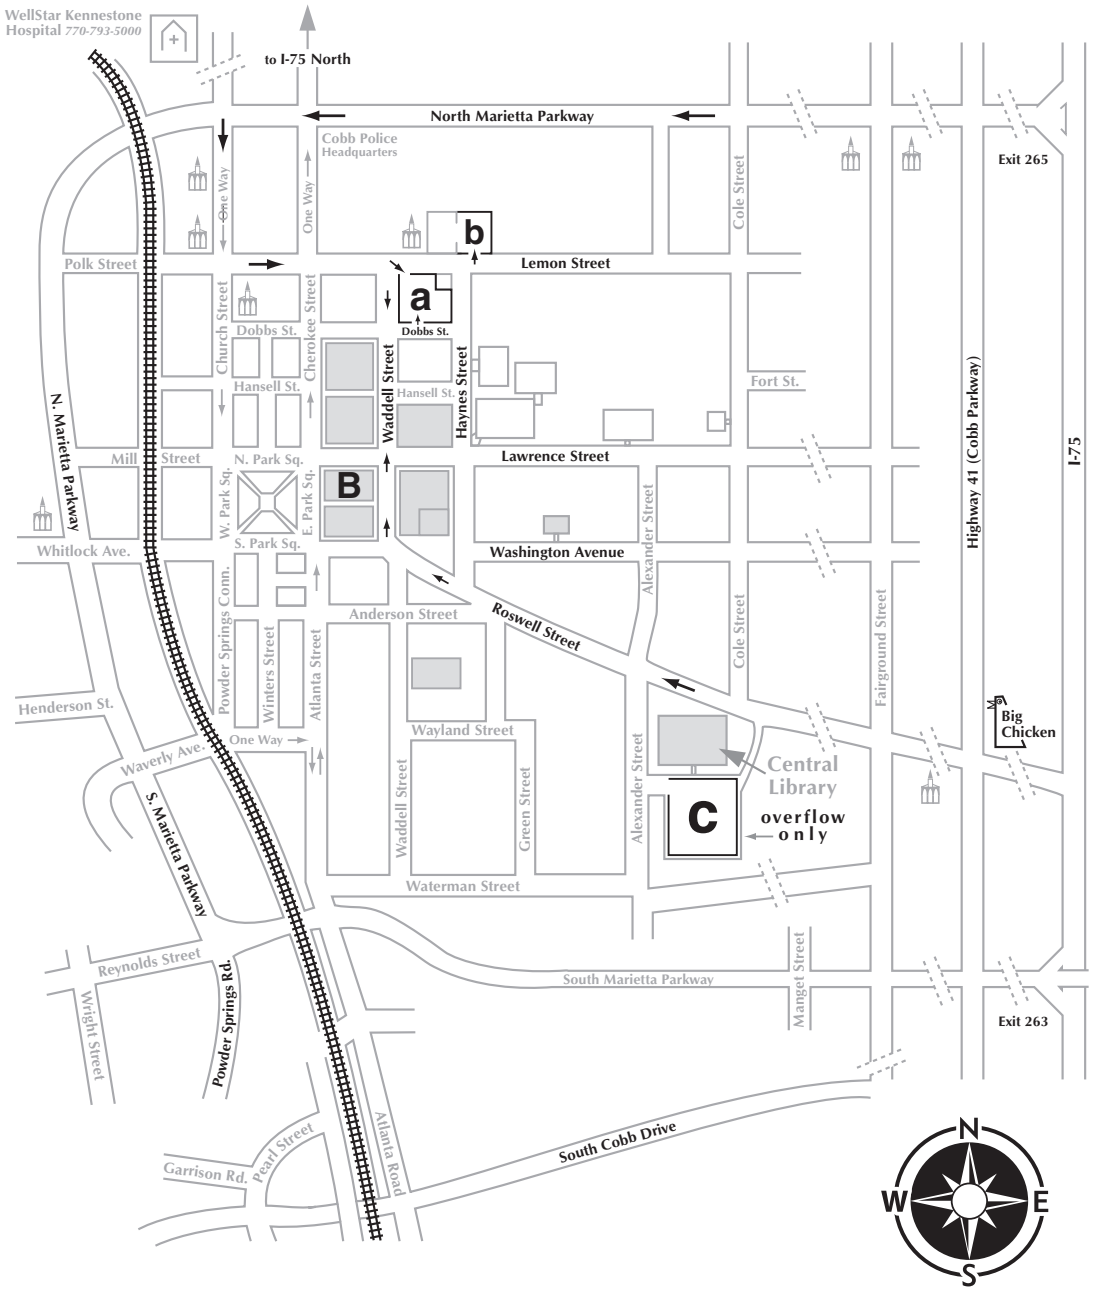 WellStar Kennestone
Hospital 770-793-5000
to I-75 North
North Marietta Parkway
Cobb Police
Headquarters
Exit 265
One Way
One Way
Cole Street
b
Polk Street
Lemon Street
a
Church Street
Cherokee Street
Dobbs St.
Dobbs St.
Waddell Street
Haynes Street
Hansell St.
Hansell St.
Fort St.
Highway 41 (Cobb Parkway)
I-75
N. Marietta Parkway
Mill Street
N. Park Sq.
Lawrence Street
W. Park Sq.
E. Park Sq.
B
S. Park Sq.
Alexander Street
Whitlock Ave.
Washington Avenue
Powder Springs Conn.
Anderson Street
Roswell Street
Cole Street
Fairground Street
Winters Street
Atlanta Street
Henderson St.
M
Big
Chicken
Wayland Street
One Way
Waverly Ave.
Central
Library
Alexander Street
Waddell Street
Green Street
S. Marietta Parkway
C
overflow
only
Waterman Street
Reynolds Street
Manget Street
South Marietta Parkway
Wright Street
Powder Springs Rd.
Exit 263
Pearl Street
Atlanta Road
South Cobb Drive
Garrison Rd.
N
W
E
S